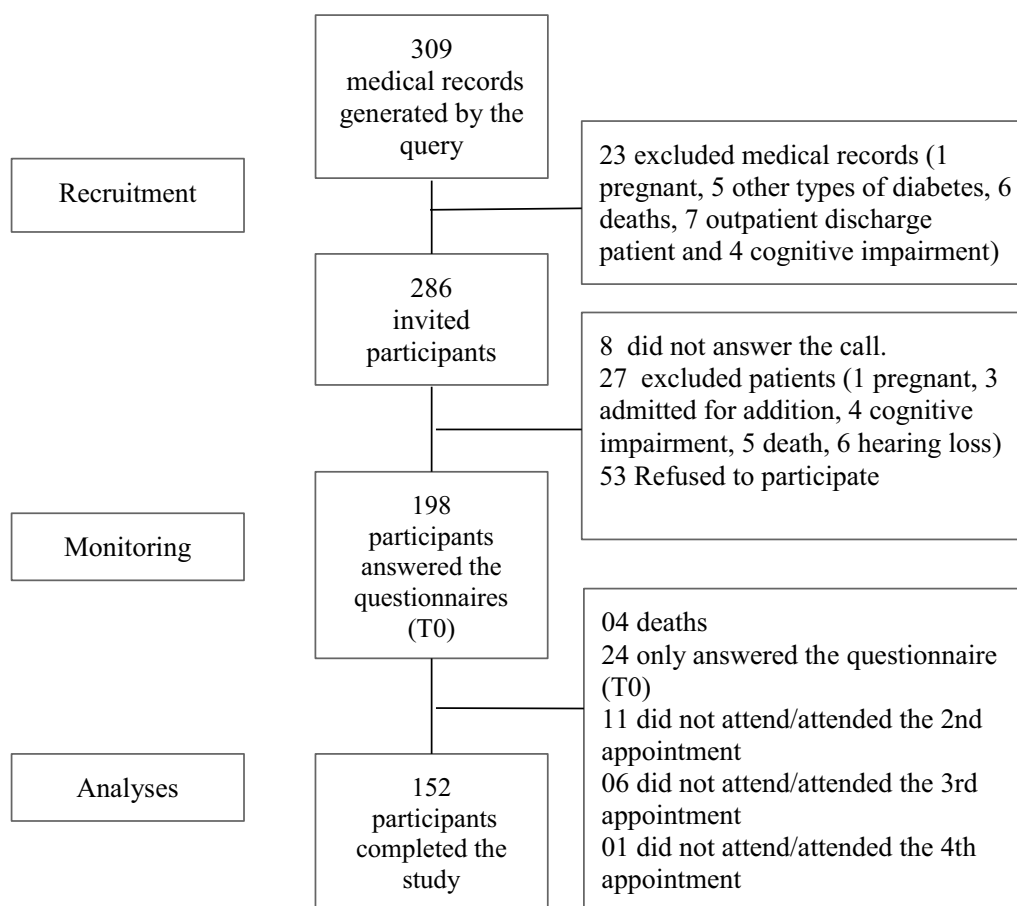 309
medical records
generated by the
query
Recruitment
23 excluded medical records (1
pregnant, 5 other types of diabetes, 6
deaths, 7 outpatient discharge
patient and 4 cognitive impairment)
286
invited
participants
8 did not answer the call.
27 excluded patients (1 pregnant, 3
admitted for addition, 4 cognitive
impairment, 5 death, 6 hearing loss)
53 Refused to participate
Monitoring
198
participants
answered the
questionnaires
(T0)
04 deaths
24 only answered the questionnaire
(T0)
11 did not attend/attended the 2nd
appointment
06 did not attend/attended the 3rd
appointment
01 did not attend/attended the 4th
appointment
Analyses
152
participants
completed the
study